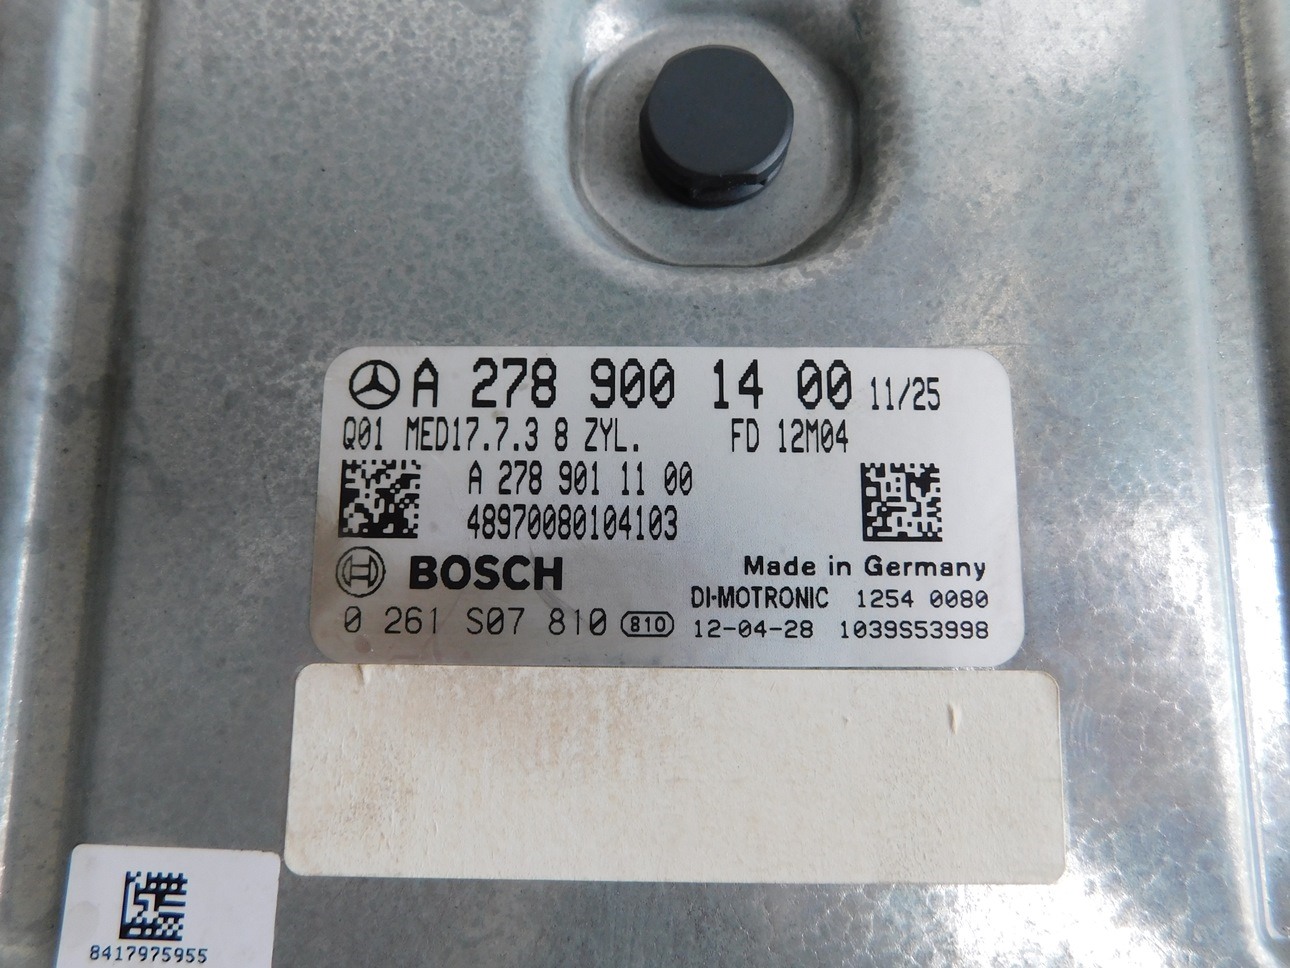 A 278 900 14 00 11/25
Q01 MED17.7.3 8 ZYL. FD 12M04
A 278 901 11 00
48970080104103
BOSCH Made in Germany
DI-MOTRONIC 1254 0080
0 261 S07 810 810 12-04-28 1039S53998
8417975955